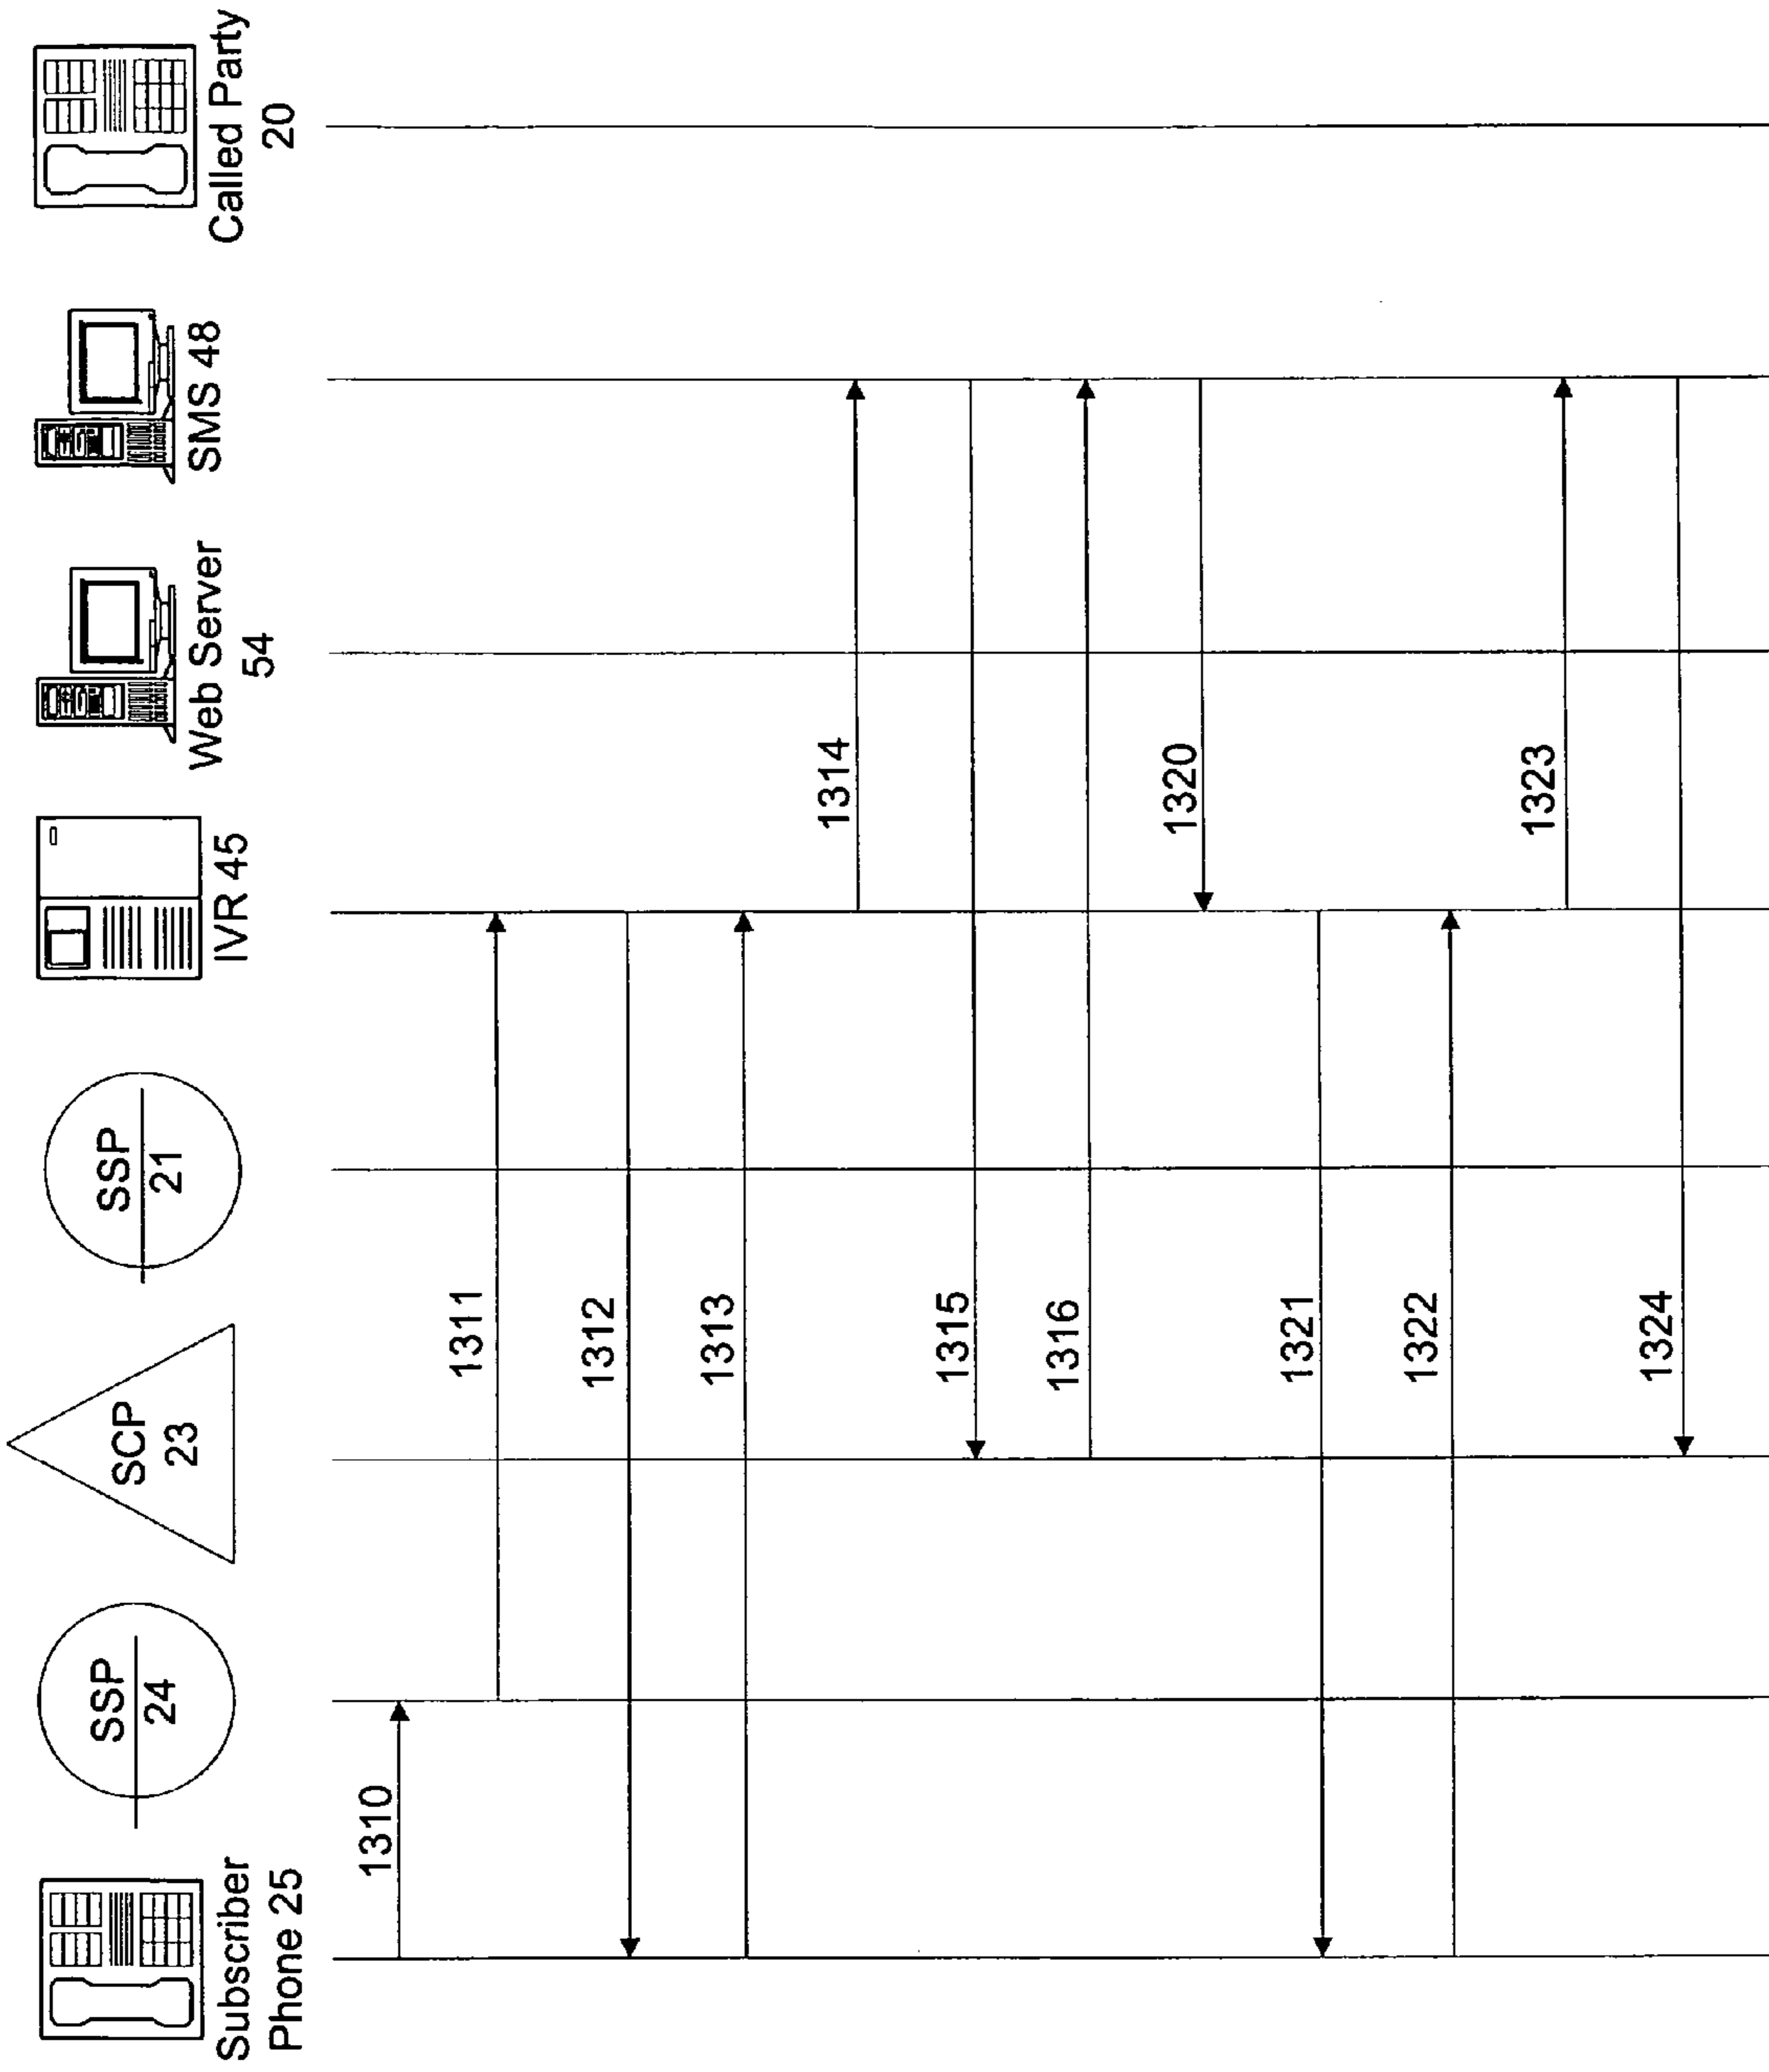 Subscriber
Phone 25
SSP
24
SCP
23
SSP
21
IVR 45
Web Server
54
SMS 48
Called Party
20
1310
1311
1312
1313
1314
1315
1316
1320
1321
1322
1323
1324